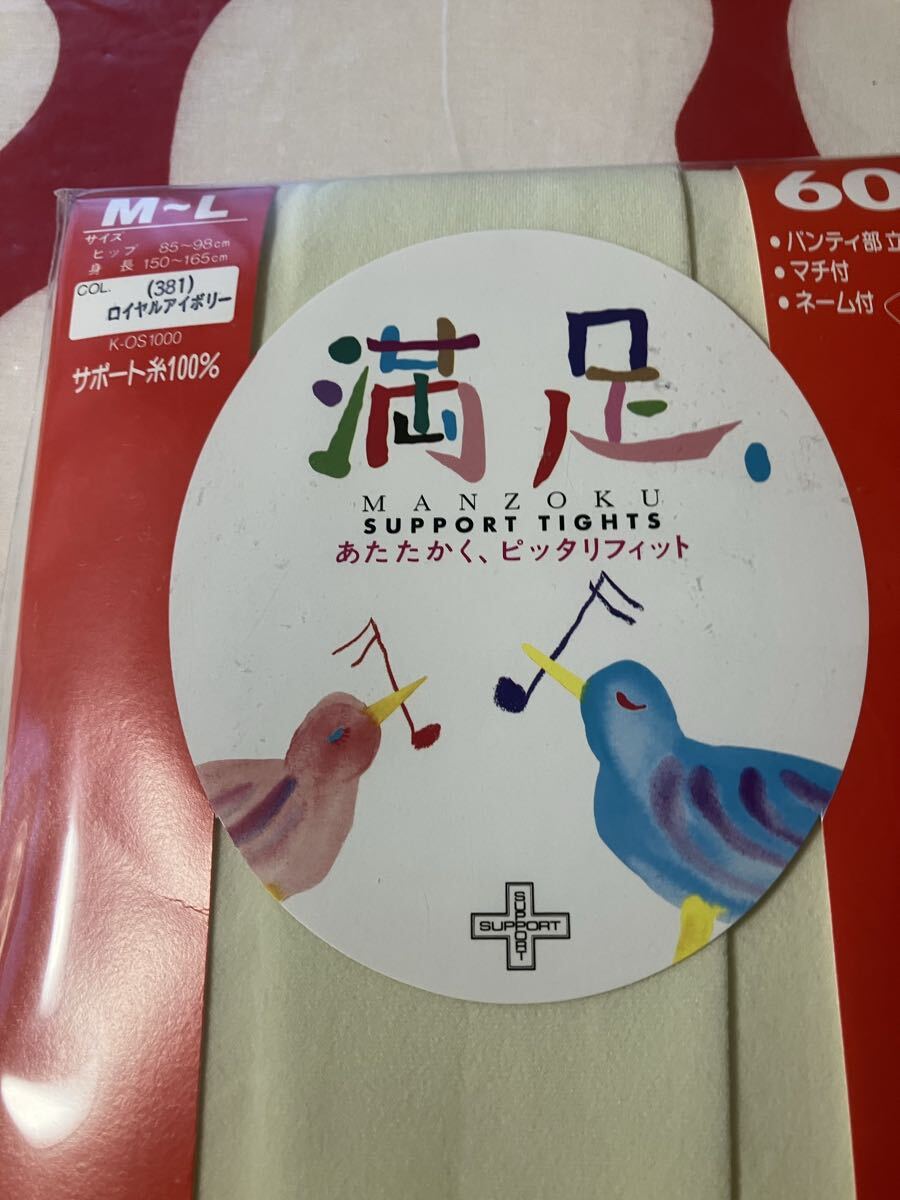 M~L
サイズ
ヒップ 85~98cm
身長 150~165cm
COL. (381)
ロイヤルアイボリー
K-OS1000
サポート糸100%
60
・パンティ部立
・マチ付
・ネーム付
満足。
MANZOKU
SUPPORT TIGHTS
あたたかく、ピッタリフィット
SUPPORT
SUPPORT